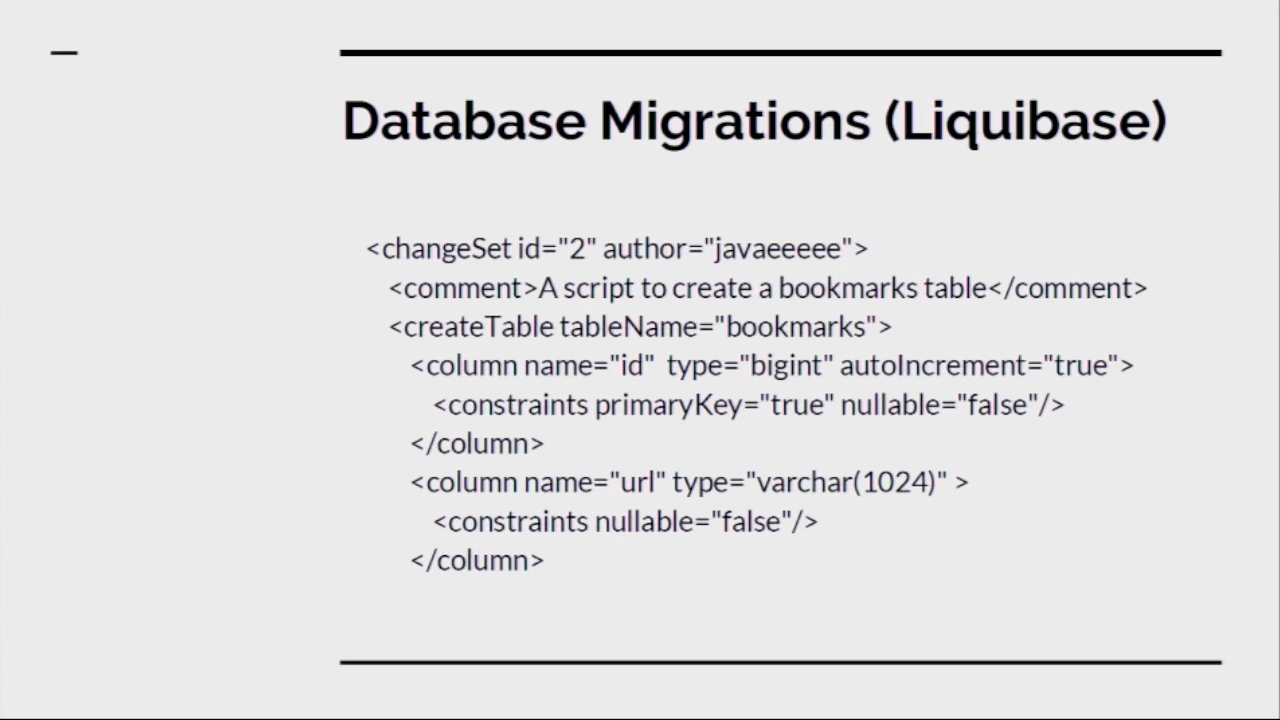 Database Migrations (Liquibase)
<changeSet id="2" author="javaeeeee">
<comment>A script to create a bookmarks table</comment>
<createTable tableName="bookmarks">
<column name="id"  type="bigint" autoIncrement="true">
<constraints primaryKey="true" nullable="false"/>
</column>
<column name="url" type="varchar(1024)" >
<constraints nullable="false"/>
</column>